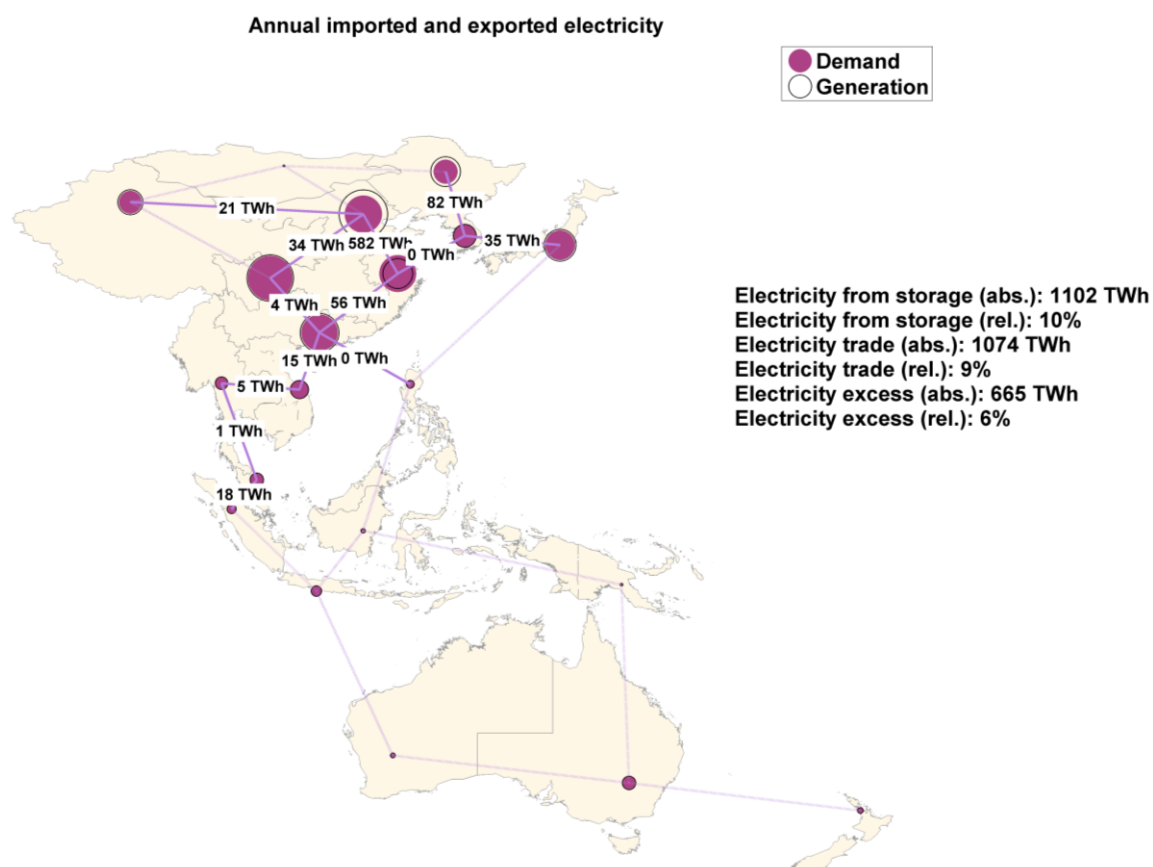 Annual imported and exported electricity
Demand
Generation
82 TWh
21 TWh
34 TWh
582 TWh
0 TWh
35 TWh
4 TWh
56 TWh
15 TWh
0 TWh
5 TWh
1 TWh
18 TWh
Electricity from storage (abs.): 1102 TWh
Electricity from storage (rel.): 10%
Electricity trade (abs.): 1074 TWh
Electricity trade (rel.): 9%
Electricity excess (abs.): 665 TWh
Electricity excess (rel.): 6%